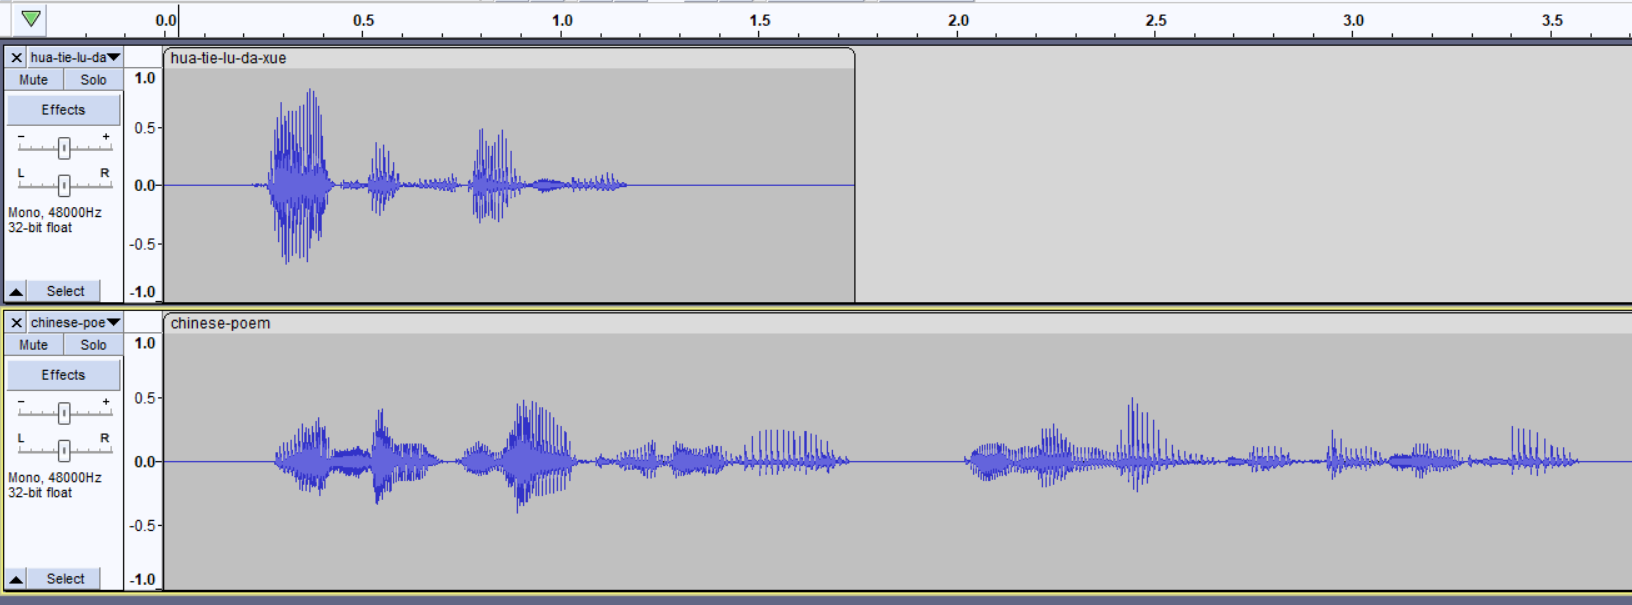 0.0 0.5 1.0 1.5 2.0 2.5 3.0 3.5
hua-tie-lu-da
hua-tie-lu-da-xue
Mute Solo
Effects
- +
L R
Mono, 48000Hz
32-bit float
Select
1.0
0.5
0.0
-0.5
-1.0
chinese-poe
chinese-poem
Mute Solo
Effects
- +
L R
Mono, 48000Hz
32-bit float
Select
1.0
0.5
0.0
-0.5
-1.0